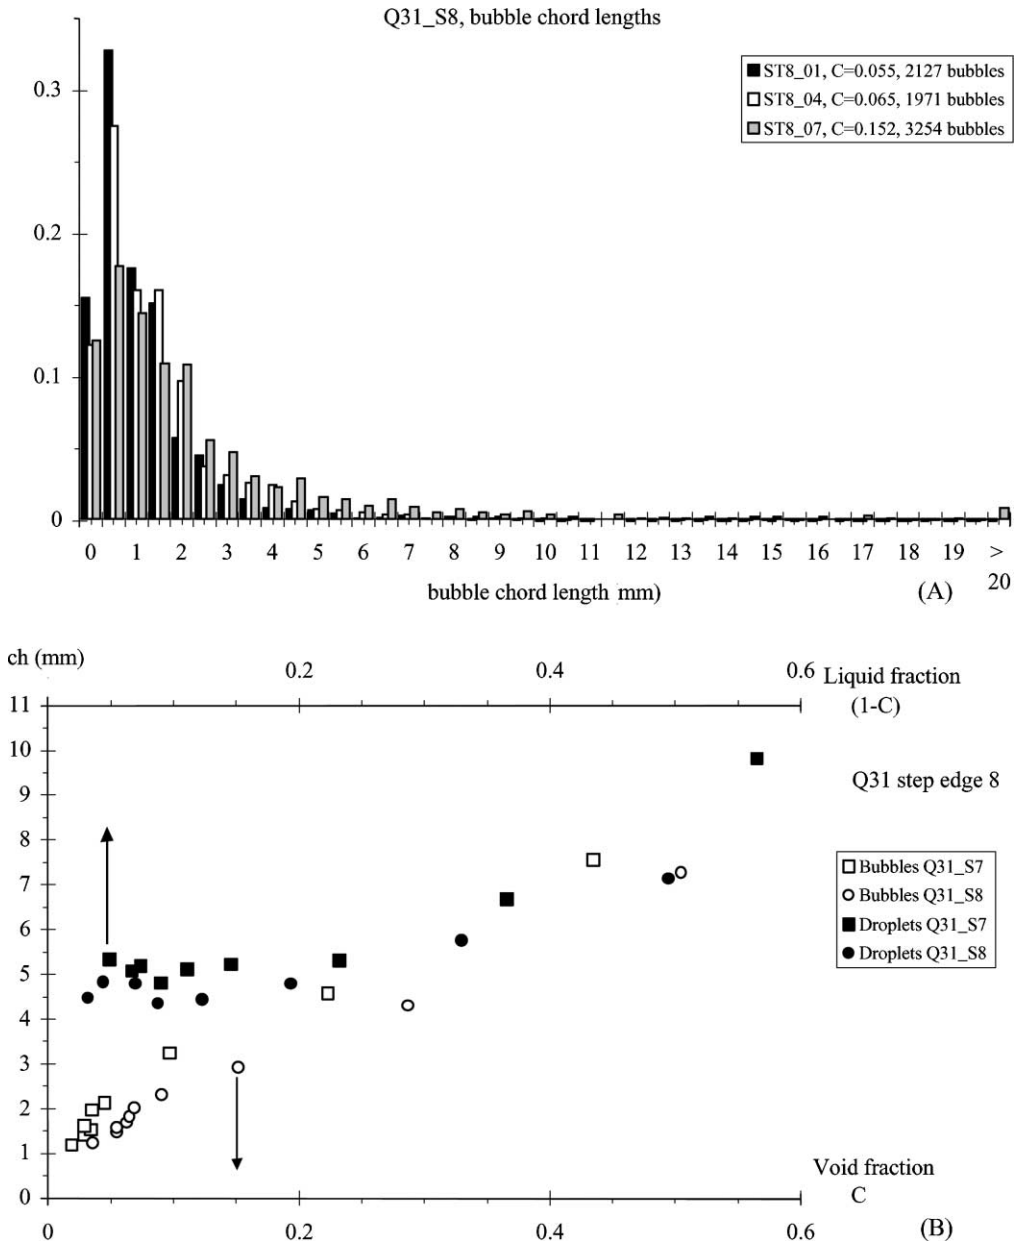 Q31_S8, bubble chord lengths
ST8_01, C=0.055, 2127 bubbles
ST8_04, C=0.065, 1971 bubbles
ST8_07, C=0.152, 3254 bubbles
0.3
0.2
0.1
0
0 1 2 3 4 5 6 7 8 9 10 11 12 13 14 15 16 17 18 19 >
20
bubble chord length mm)
(A)
ch (mm)
0.2 0.4 0.6
Liquid fraction
(1-C)
11
10
9
8
7
6
5
4
3
2
1
0
Q31 step edge 8
Bubbles Q31_S7
Bubbles Q31_S8
Droplets Q31_S7
Droplets Q31_S8
Void fraction
C
0 0.2 0.4 0.6
(B)